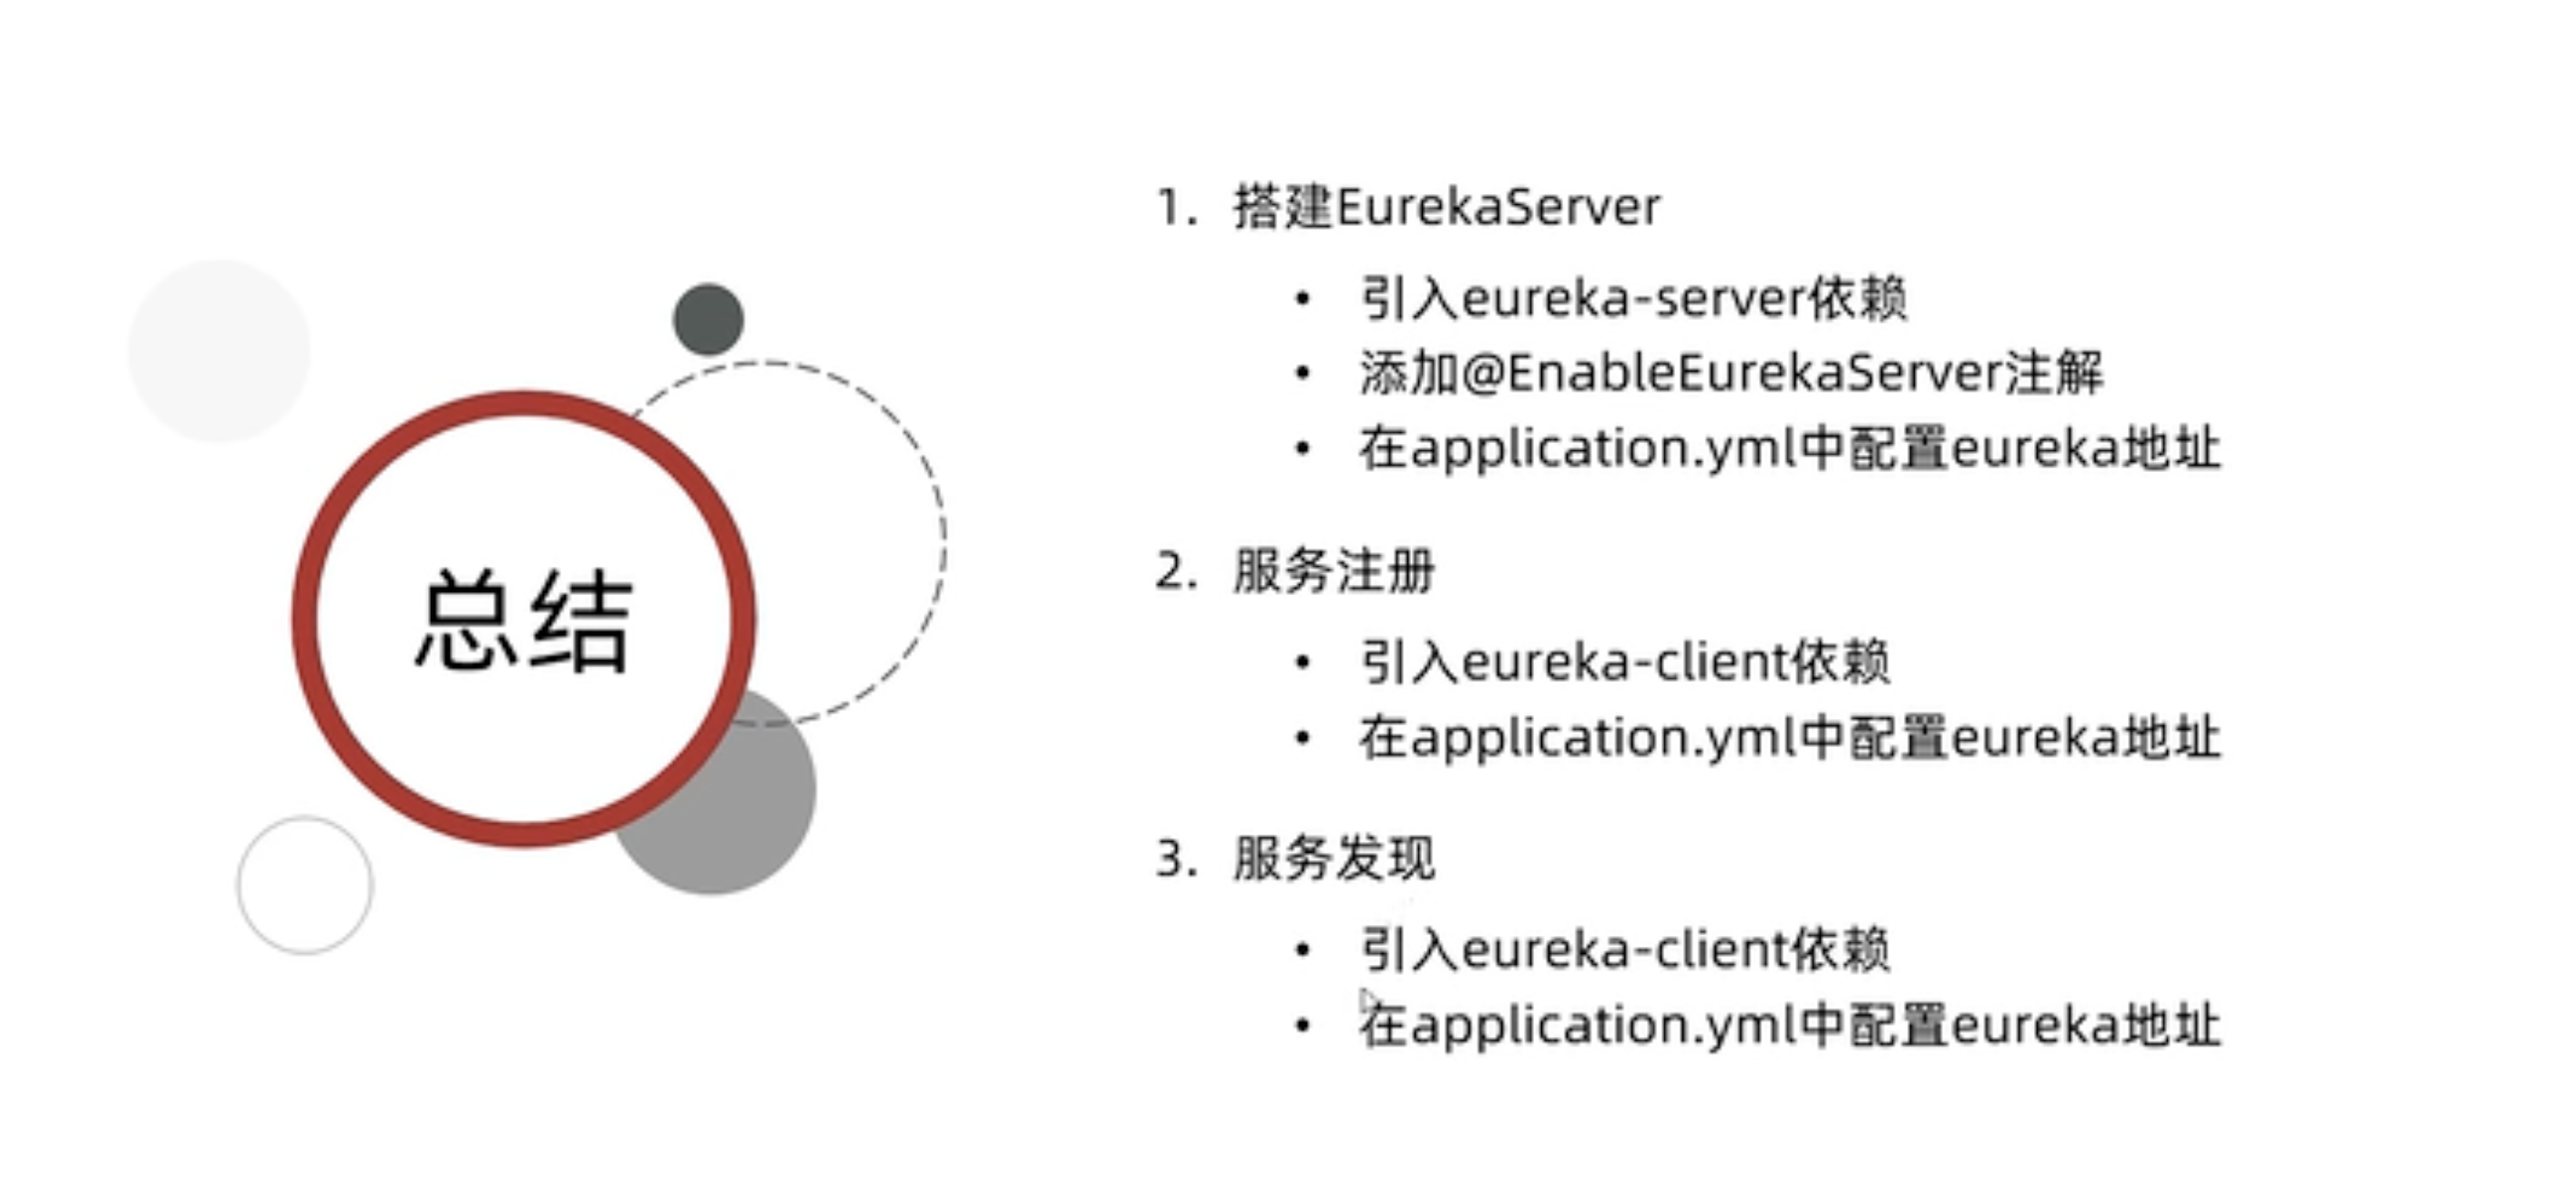 总结
1. 搭建EurekaServer
• 引入eureka-server依赖
• 添加@EnableEurekaServer注解
• 在application.yml中配置eureka地址
2. 服务注册
• 引入eureka-client依赖
• 在application.yml中配置eureka地址
3. 服务发现
• 引入eureka-client依赖
• 在application.yml中配置eureka地址